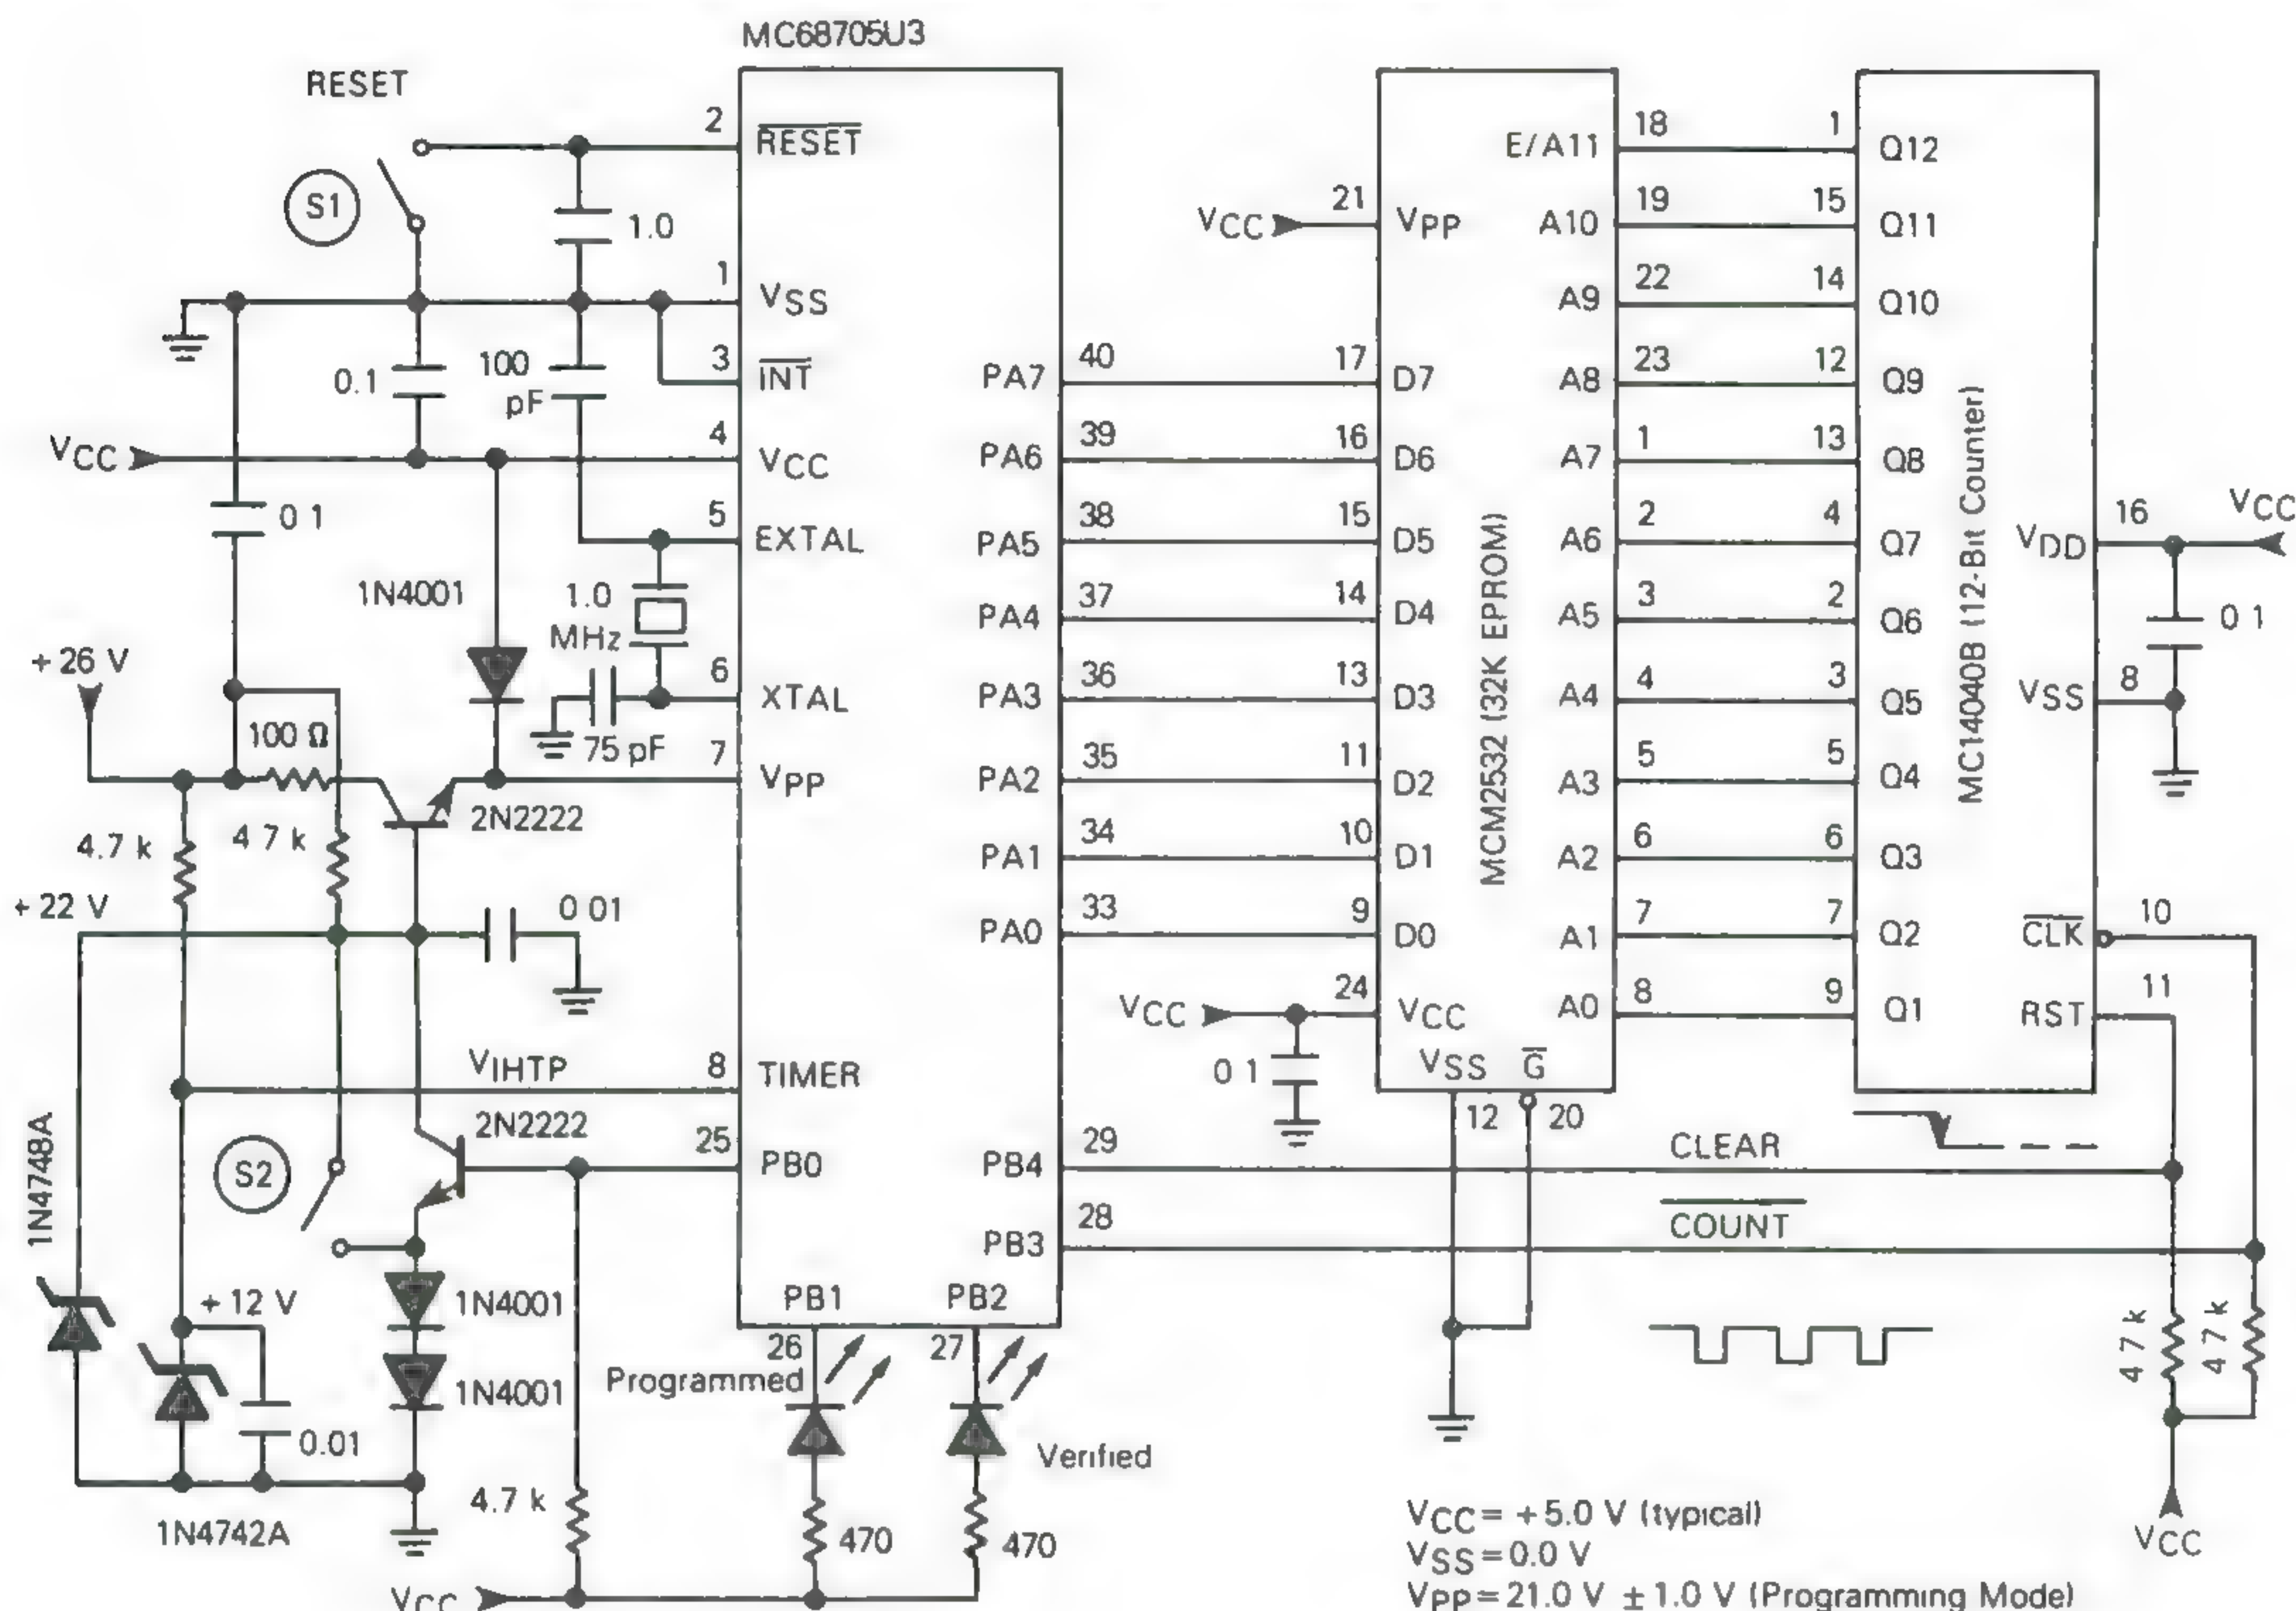 MC68705U3
RESET
S1
2
RESET
1.0
1
VSS
3
INT
0.1
100
pF
VCC
4
VCC
0 1
5
EXTAL
1N4001
1.0
MHz
6
XTAL
75 pF
+ 26 V
100 Ω
7
VPP
2N2222
4.7 k
4 7 k
+ 22 V
0 01
VIHTP
8
TIMER
2N2222
25
PB0
S2
1N4748A
+ 12 V
1N4001
1N4001
0.01
1N4742A
4.7 k
VCC
PB1
26
Programmed
470
PB2
27
Verified
470
PA7
40
PA6
39
PA5
38
PA4
37
PA3
36
PA2
35
PA1
34
PA0
33
PB4
29
PB3
28
VCC
21
VPP
17
D7
16
D6
15
D5
14
D4
13
D3
11
D2
10
D1
9
D0
VCC
24
VCC
0 1
VSS
G
12
20
MCM2532 (32K EPROM)
E/A11
18
1
Q12
A10
19
15
Q11
A9
22
14
Q10
A8
23
12
Q9
A7
1
13
Q8
A6
2
4
Q7
A5
3
2
Q6
A4
4
3
Q5
A3
5
5
Q4
A2
6
6
Q3
A1
7
7
Q2
A0
8
9
Q1
MC14040B (12-Bit Counter)
VDD
16
VCC
0 1
VSS
8
CLK
10
RST
11
CLEAR
COUNT
4 7 k
4 7 k
VCC
VCC = + 5.0 V (typical)
VSS = 0.0 V
VPP = 21.0 V ± 1.0 V (Programming Mode)